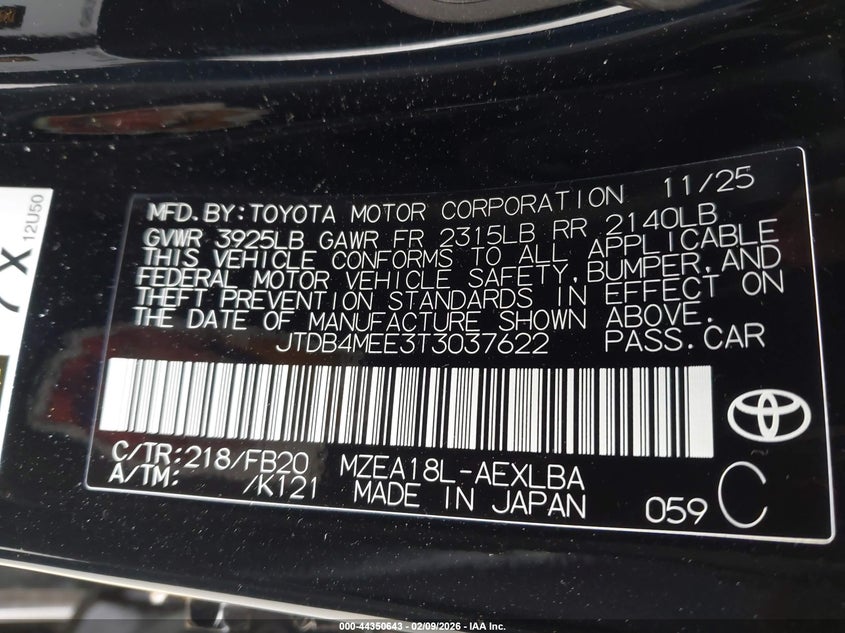 MFD.BY:TOYOTA MOTOR CORPORATION 11/25
GVWR 3925LB GAWR FR 2315LB RR 2140LB
THIS VEHICLE CONFORMS TO ALL APPLICABLE
FEDERAL MOTOR VEHICLE SAFETY,BUMPER,AND
THEFT PREVENTION STANDARDS IN EFFECT ON
THE DATE OF MANUFACTURE SHOWN ABOVE.
JTDB4MEE3T3037622 PASS.CAR
C/TR:218/FB20 MZEA18L-AEXLBA
A/TM: /K121 MADE IN JAPAN 059 C
X
12U50
000-44350643 - 02/09/2026 - IAA Inc.